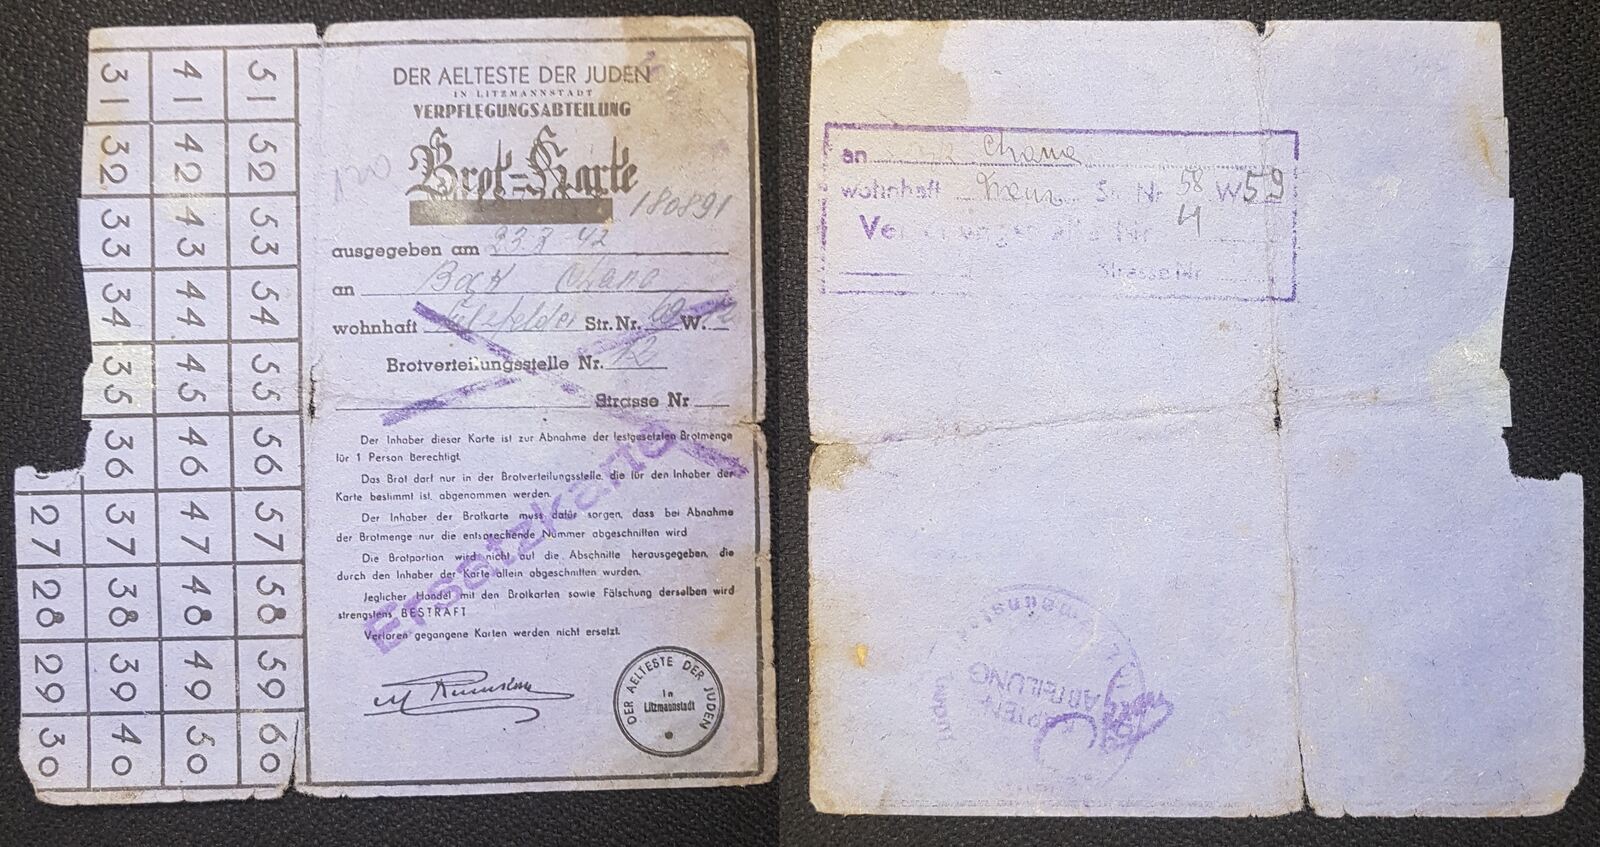 31 41 51
32 42 52
33 43 53
34 44 54
35 45 55
36 46 56
27 37 47 57
28 38 48 58
29 39 49 59
30 40 50 60
DER AELTESTE DER JUDEN
IN LITZMANNSTADT
VERPFLEGUNGSABTEILUNG
Brot-Karte
180891
ausgegeben am 23 42
an Chana
wohnhaft Str. Nr. W.
Brotverteilungsstelle Nr. 12
Strasse Nr
Der Inhaber dieser Karte ist zur Abnahme der festgesetzten Brotmenge
für 1 Person Berechtigt.
Das Brot darf nur in der Brotverteilungsstelle, die für den Inhaber der
Karte bestimmt ist, abgenommen werden.
Der Inhaber der Brotkarte muss dafür sorgen, dass bei Abnahme
der Brotmenge nur die entsprechende Nummer abgeschnitten wird
Die Brotportion wird nicht auf die Abschnitte herausgegeben, die
durch den Inhaber der Karte allein abgeschnitten wurden.
Jeglicher Handel mit den Brotkarten sowie Fälschung derselben wird
strengstens BESTRAFT
Verloren gegangene Karten werden nicht ersetzt.
Ersatzkarte
DER AELTESTE DER JUDEN
In
Litzmannstadt
an Chana
wohnhaft Str. Nr. 58 W 59
Nr. 4
Strasse Nr
ABTEILUNG